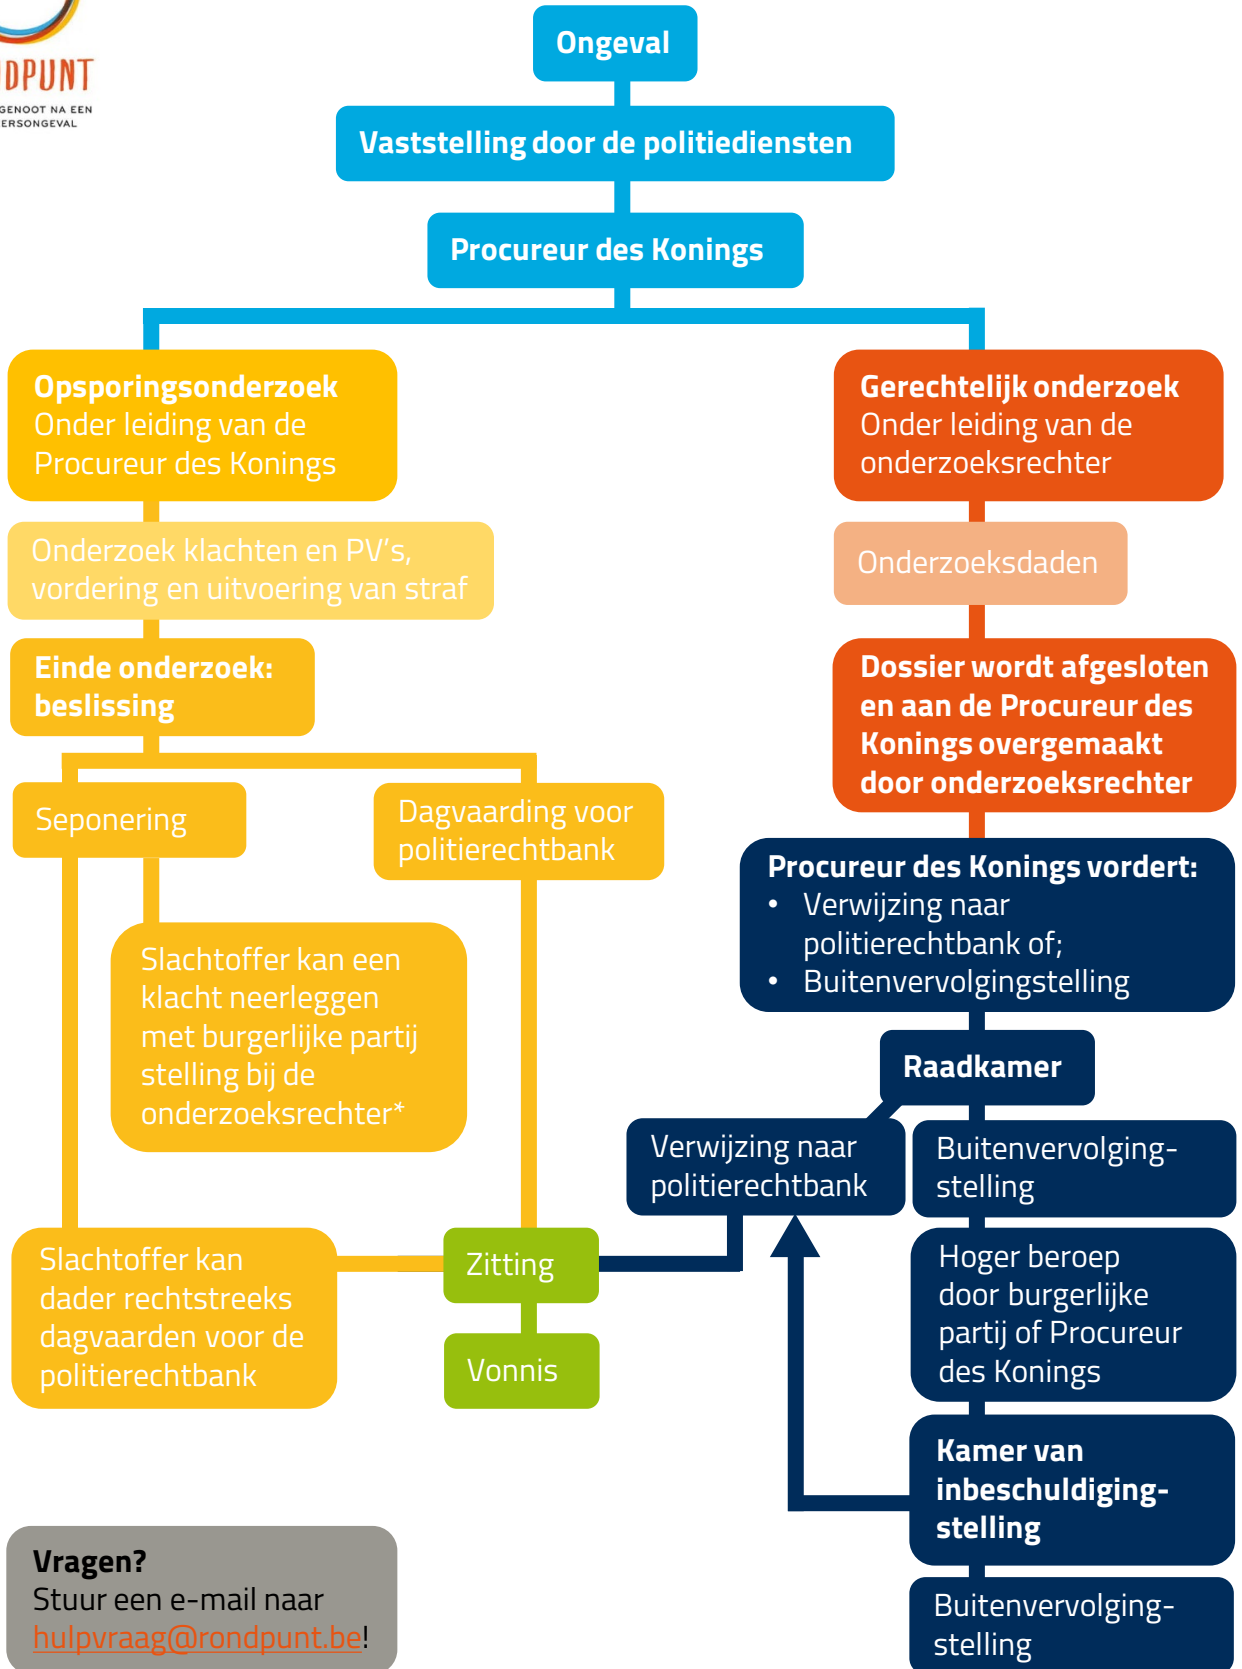 Ongeval
Vaststelling door de politiediensten
Procureur des Konings
Opsporingsonderzoek
Onder leiding van de
Procureur des Konings
Onderzoek klachten en PV's,
vordering en uitvoering van straf
Einde onderzoek:
beslissing
Seponering
Dagvaarding voor
politierechtbank
Slachtoffer kan een
klacht neerleggen
met burgerlijke partij
stelling bij de
onderzoeksrechter*
Slachtoffer kan
dader rechtstreeks
dagvaarden voor de
politierechtbank
Zitting
Vonnis
Gerechtelijk onderzoek
Onder leiding van de
onderzoeksrechter
Onderzoeksdaden
Dossier wordt afgesloten
en aan de Procureur des
Konings overgemaakt
door onderzoeksrechter
Procureur des Konings vordert:
• Verwijzing naar
politierechtbank of;
• Buitenvervolgingstelling
Raadkamer
Verwijzing naar
politierechtbank
Buitenvervolging-
stelling
Hoger beroep
door burgerlijke
partij of Procureur
des Konings
Kamer van
inbeschuldiging-
stelling
Buitenvervolging-
stelling
Vragen?
Stuur een e-mail naar
hulpvraag@rondpunt.be!
NDPUNT
GENOOT NA EEN
ERSONGEVAL